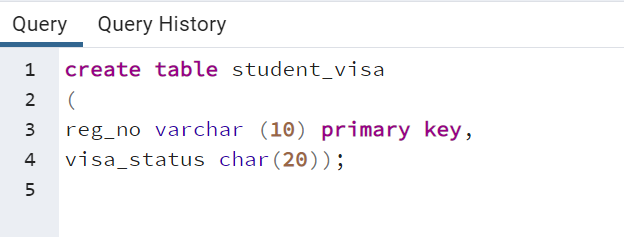 Query Query History
1 create table student_visa
2 (
3 reg_no varchar (10) primary key,
4 visa_status char(20));
5